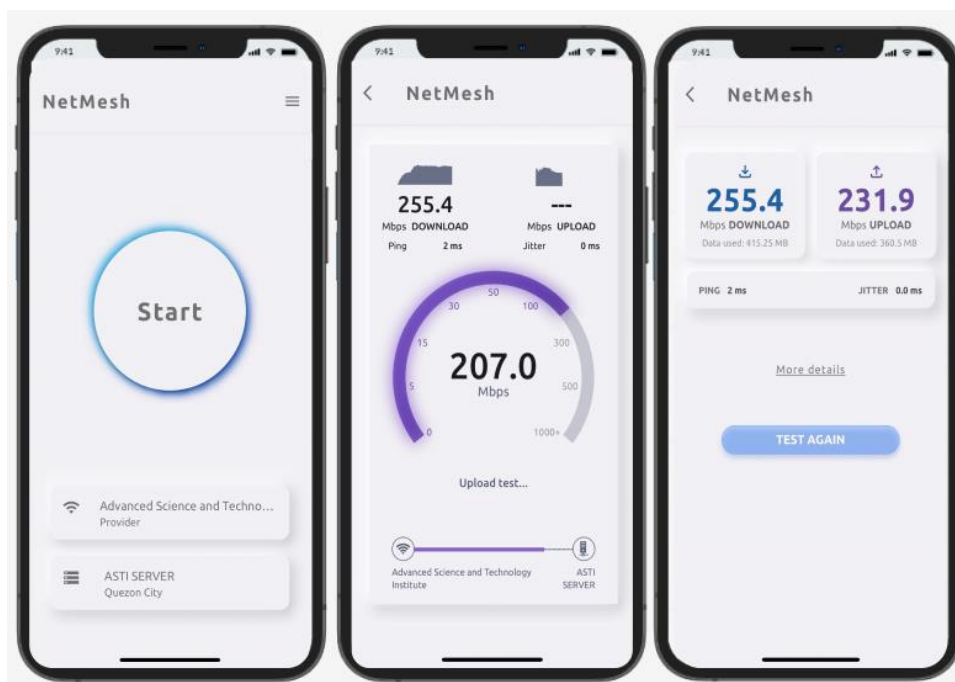 9:41
NetMesh
Start
Advanced Science and Techno...
Provider
ASTI SERVER
Quezon City
9:41
NetMesh
255.4
Mbps DOWNLOAD
---
Mbps UPLOAD
Ping 2 ms
Jitter 0 ms
0
5
15
30
50
100
300
500
1000+
207.0
Mbps
Upload test...
Advanced Science and Technology
Institute
ASTI
SERVER
9:41
NetMesh
255.4
Mbps DOWNLOAD
Data used: 415.25 MB
231.9
Mbps UPLOAD
Data used: 360.5 MB
PING 2 ms
JITTER 0.0 ms
More details
TEST AGAIN